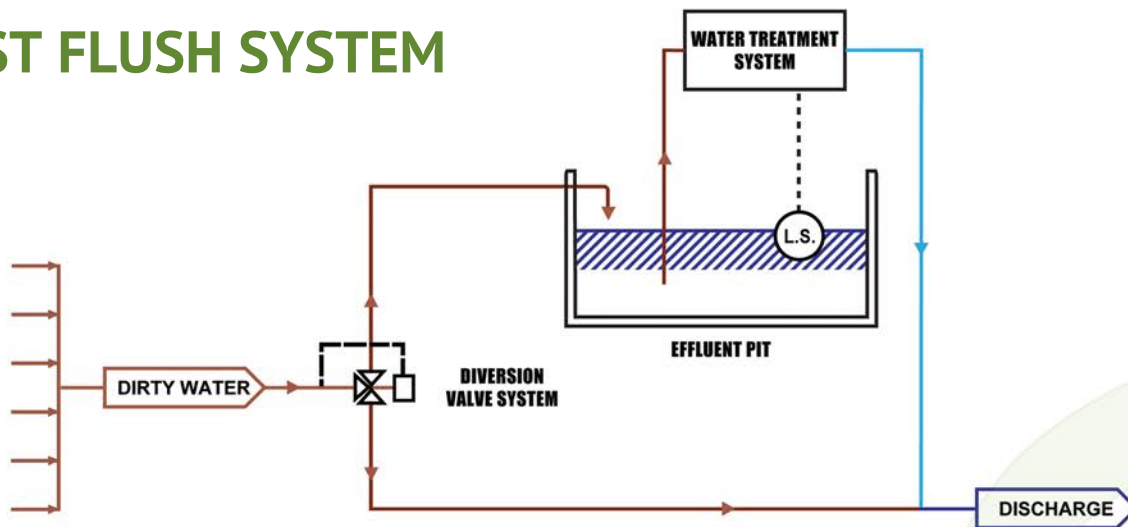 ST FLUSH SYSTEM
WATER TREATMENT
SYSTEM
L.S.
EFFLUENT PIT
DIRTY WATER
DIVERSION
VALVE SYSTEM
DISCHARGE